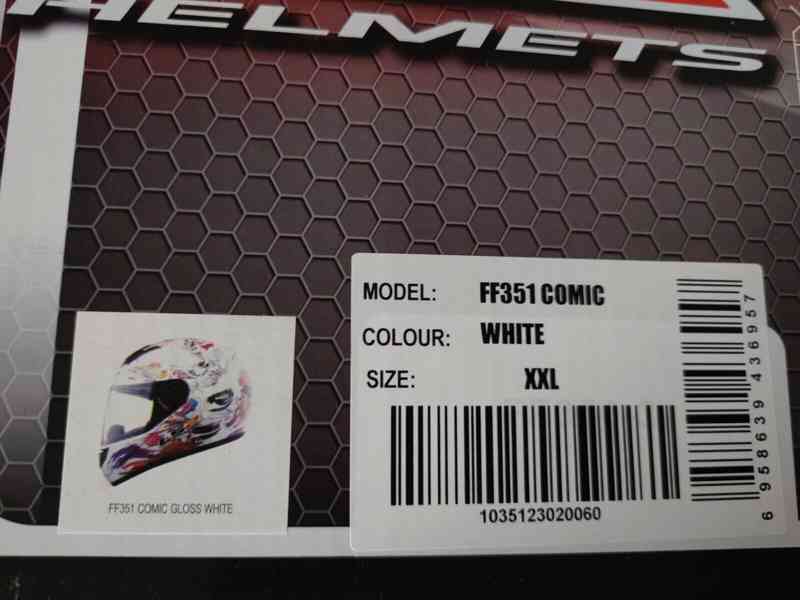 HELMETS
MODEL: FF351 COMIC
COLOUR: WHITE
SIZE: XXL
1035123020060
6 958639 436957
FF351 COMIC GLOSS WHITE